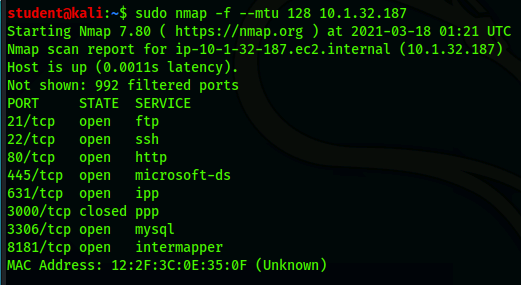 student@kali:~$ sudo nmap -f --mtu 128 10.1.32.187
Starting Nmap 7.80 ( https://nmap.org ) at 2021-03-18 01:21 UTC
Nmap scan report for ip-10-1-32-187.ec2.internal (10.1.32.187)
Host is up (0.0011s latency).
Not shown: 992 filtered ports
PORT     STATE  SERVICE
21/tcp   open   ftp
22/tcp   open   ssh
80/tcp   open   http
445/tcp  open   microsoft-ds
631/tcp  open   ipp
3000/tcp closed ppp
3306/tcp open   mysql
8181/tcp open   intermapper
MAC Address: 12:2F:3C:0E:35:0F (Unknown)